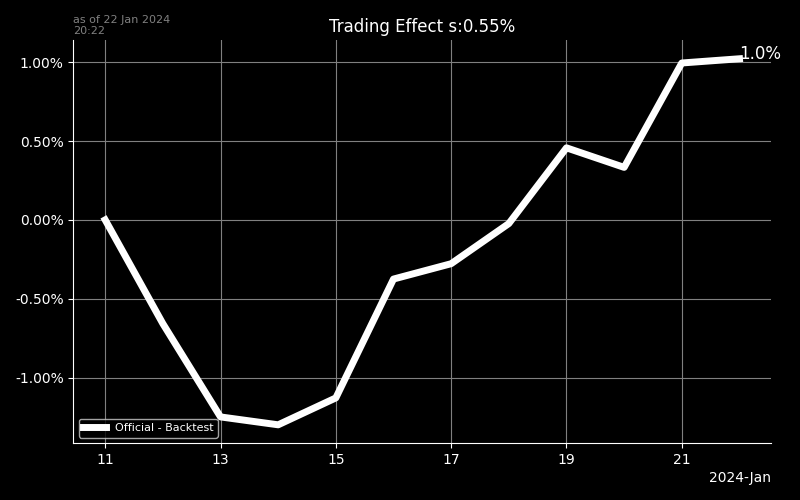 as of 22 Jan 2024
20:22
Trading Effect s:0.55%
1.0%
1.00%
0.50%
0.00%
-0.50%
-1.00%
Official - Backtest
11 13 15 17 19 21
2024-Jan